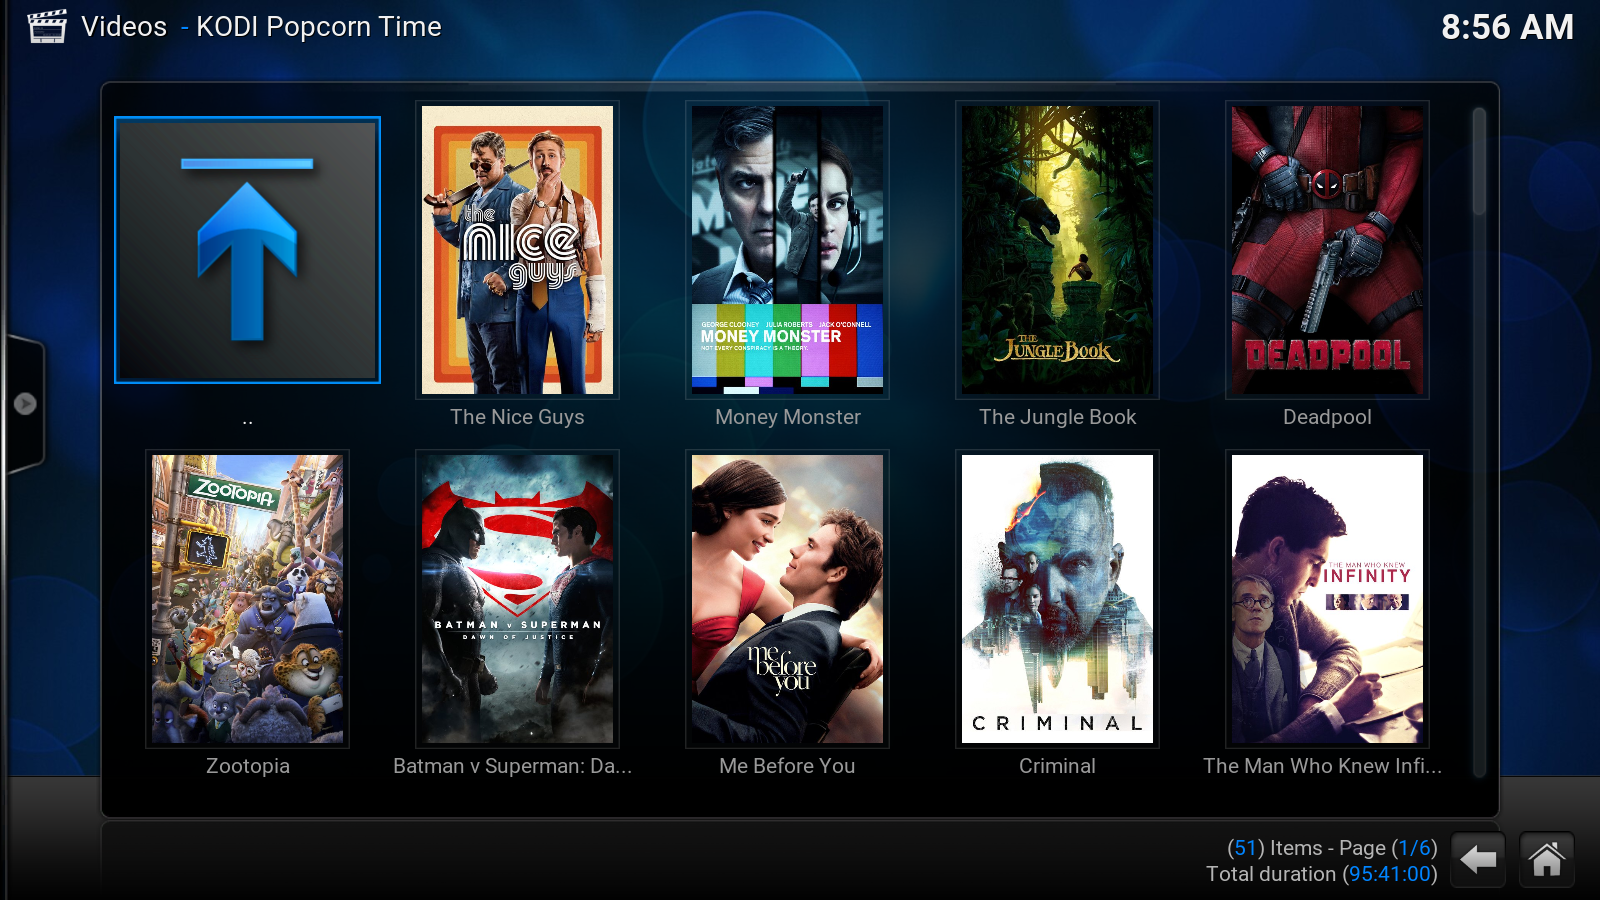 Videos - KODI Popcorn Time
8:56 AM
the
nice
guys
GEORGE CLOONEY JULIA ROBERTS JACK O'CONNELL
MONEY MONSTER
NOT EVERY CONSPIRACY IS A THEORY.
THE
JUNGLE BOOK
DEADPOOL
..
The Nice Guys
Money Monster
The Jungle Book
Deadpool
ZOOTOPIA
BATMAN v SUPERMAN
DAWN OF JUSTICE
me
before
you
CRIMINAL
THE MAN WHO KNEW
INFINITY
Zootopia
Batman v Superman: Da...
Me Before You
Criminal
The Man Who Knew Infi...
(51) Items - Page (1/6)
Total duration (95:41:00)